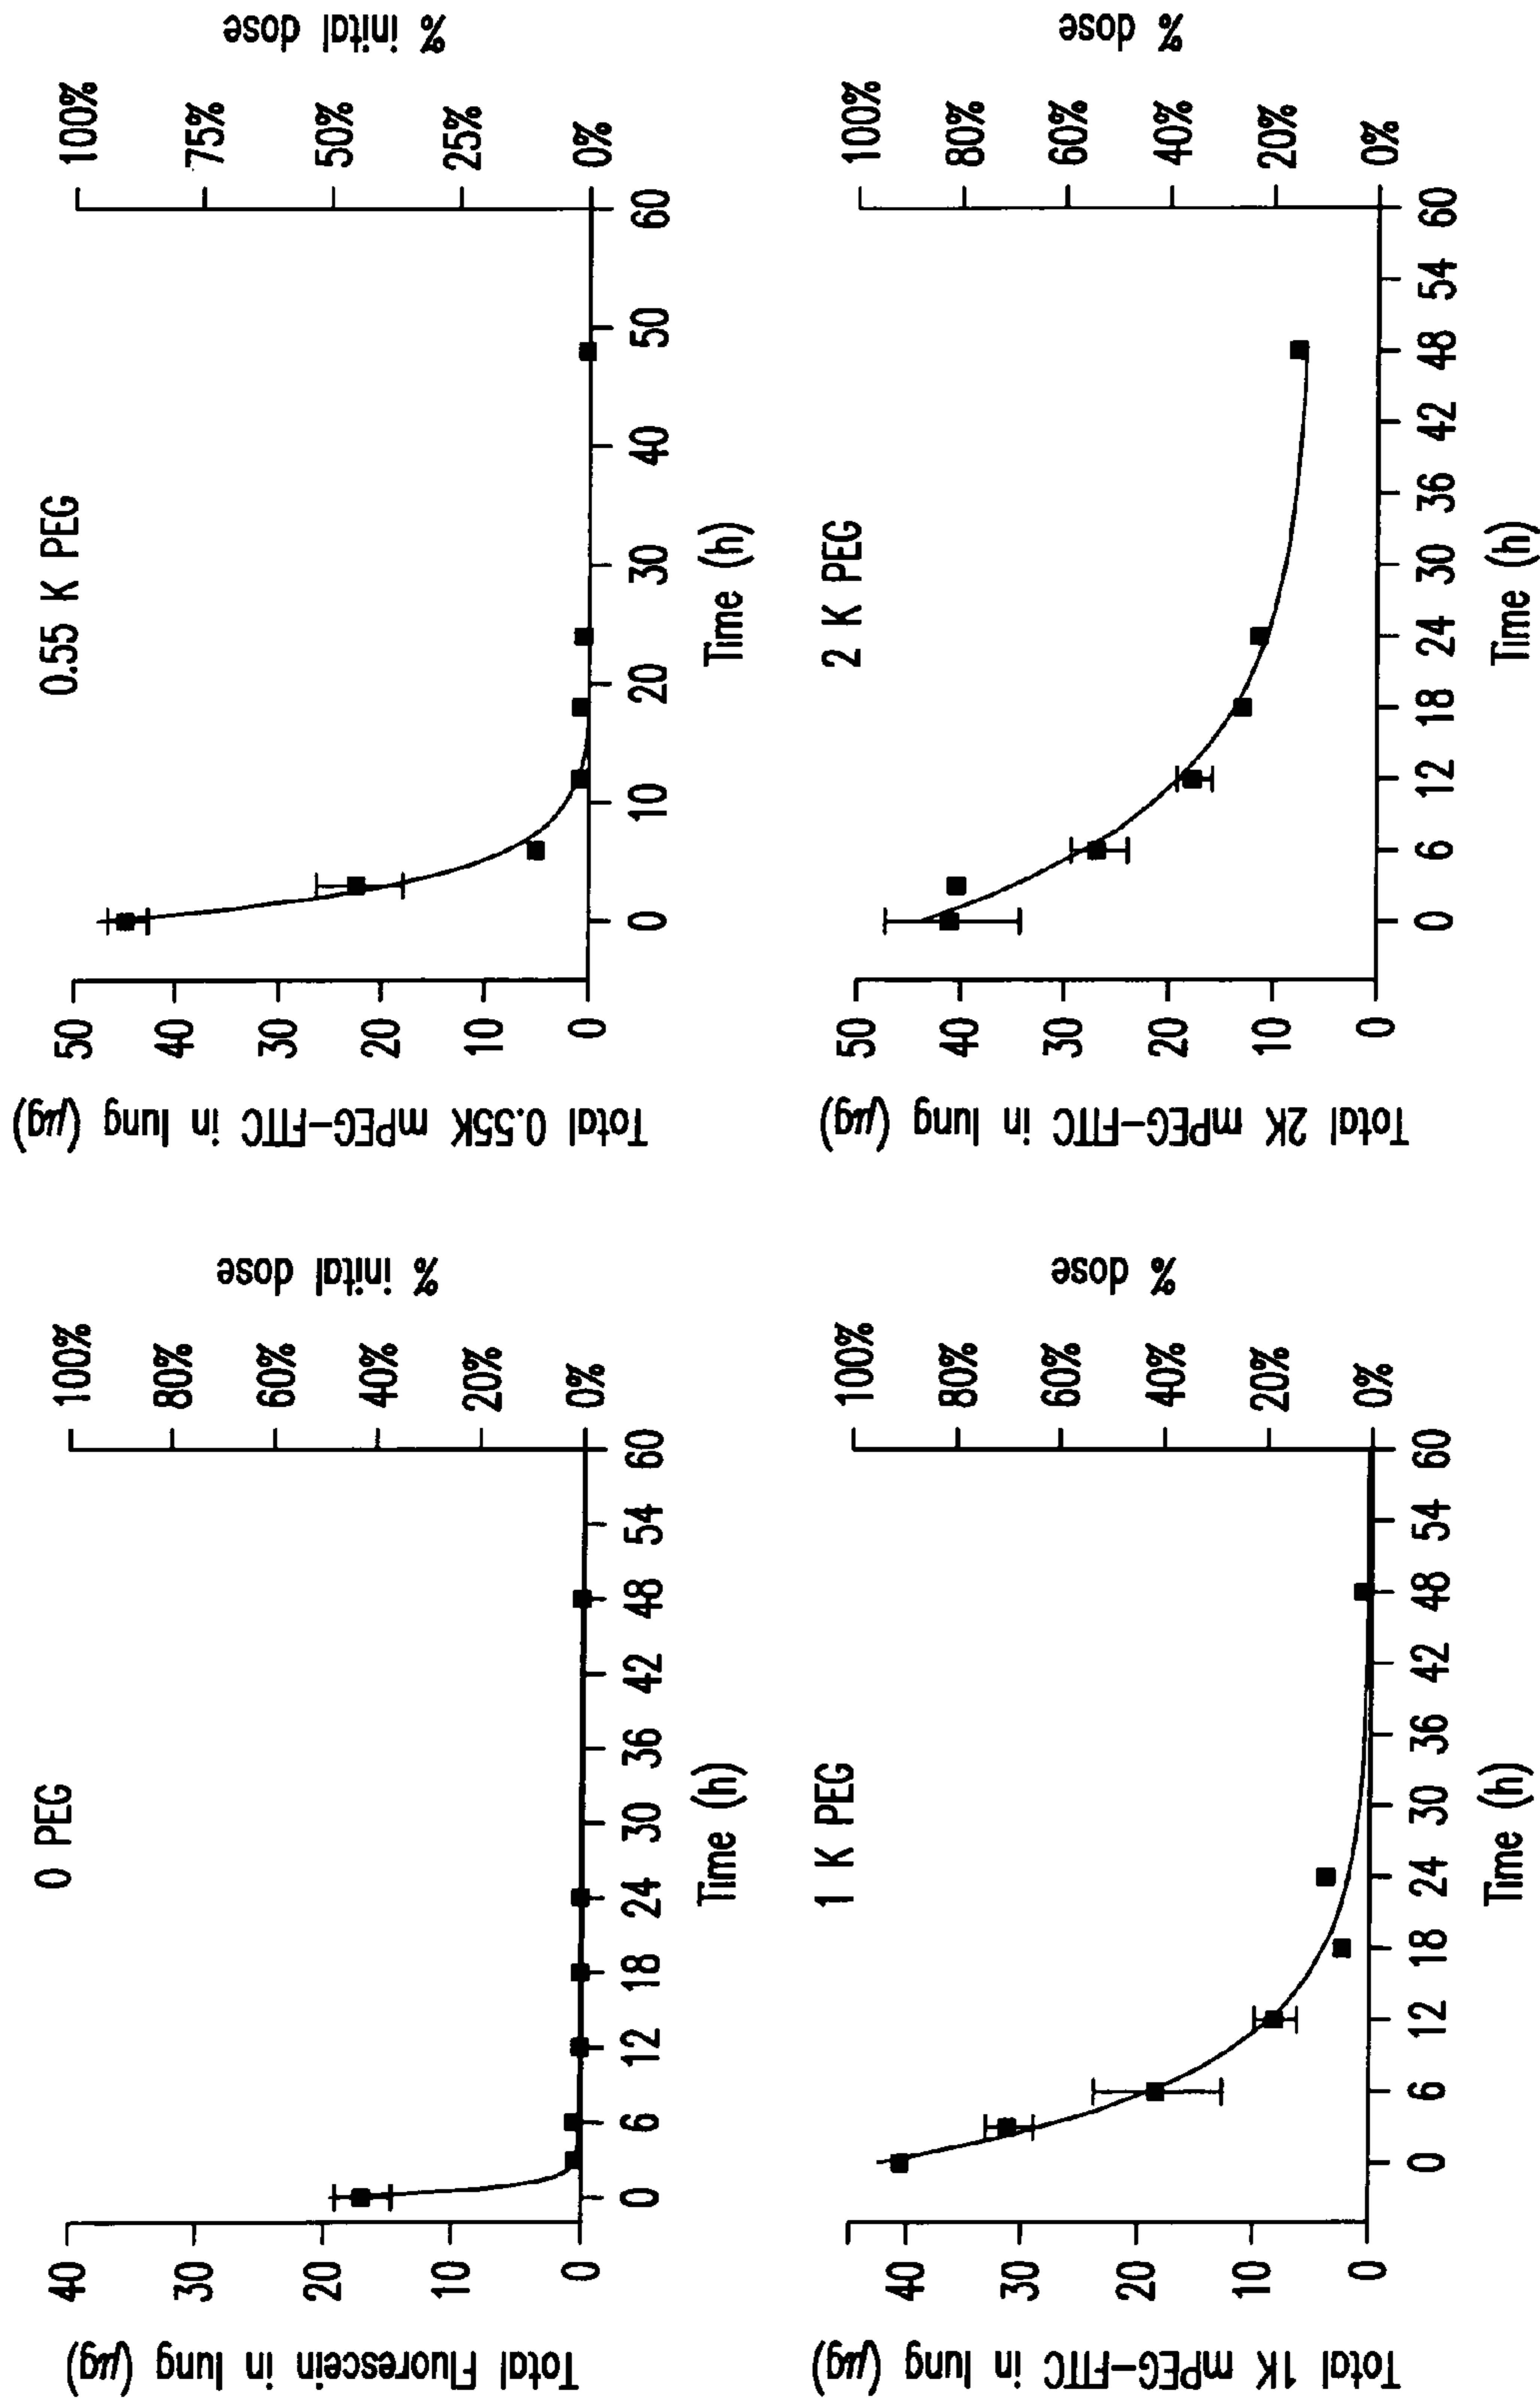 0 PEG
Total Fluorescein in lung (μg)
40
30
20
10
0
0 6 12 18 24 30 36 42 48 54 60
Time (h)
100%
80%
60%
40%
20%
0%
% inital dose
0.55 K PEG
Total 0.55K mPEG-FITC in lung (μg)
50
40
30
20
10
0
0 10 20 30 40 50 60
Time (h)
100%
75%
50%
25%
0%
% inital dose
1 K PEG
Total 1K mPEG-FITC in lung (μg)
40
30
20
10
0
0 6 12 18 24 30 36 42 48 54 60
Time (h)
100%
80%
60%
40%
20%
0%
% dose
2 K PEG
Total 2K mPEG-FITC in lung (μg)
50
40
30
20
10
0
0 6 12 18 24 30 36 42 48 54 60
Time (h)
100%
80%
60%
40%
20%
0%
% dose